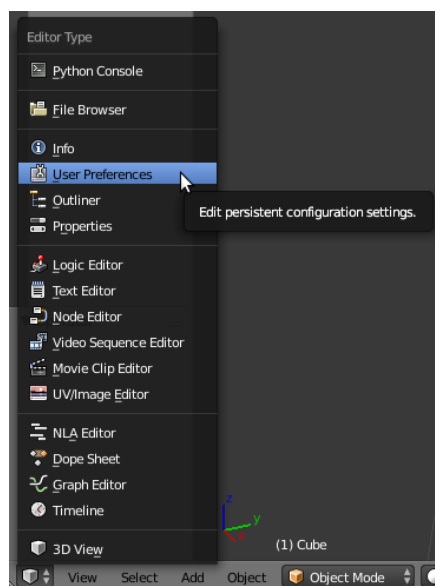 Editor Type
Python Console
File Browser
Info
User Preferences
Edit persistent configuration settings.
Outliner
Properties
Logic Editor
Text Editor
Node Editor
Video Sequence Editor
Movie Clip Editor
UV/Image Editor
NLA Editor
Dope Sheet
Graph Editor
Timeline
3D View
z
y
x
(1) Cube
View Select Add Object Object Mode